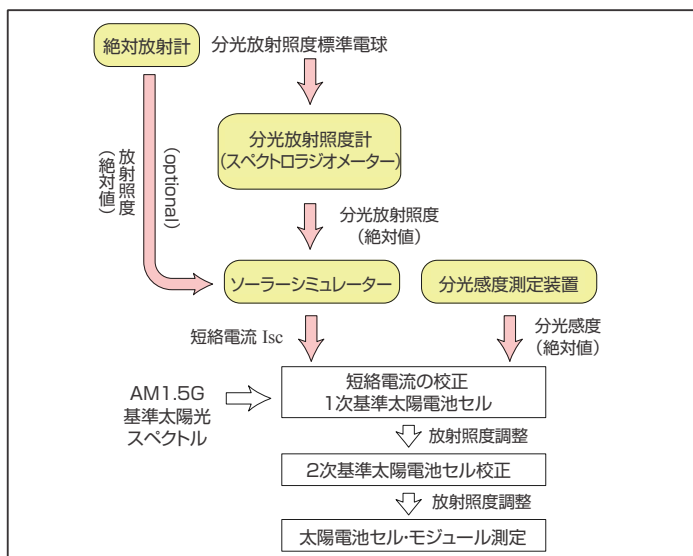 絶対放射計
分光放射照度標準電球
分光放射照度計
(スペクトロラジオメーター)
放射照度
(絶対値)
(optional)
分光放射照度
(絶対値)
ソーラーシミュレーター
分光感度測定装置
短絡電流 Isc
分光感度
(絶対値)
AM1.5G
基準太陽光
スペクトル
短絡電流の校正
1次基準太陽電池セル
放射照度調整
2次基準太陽電池セル校正
放射照度調整
太陽電池セル・モジュール測定